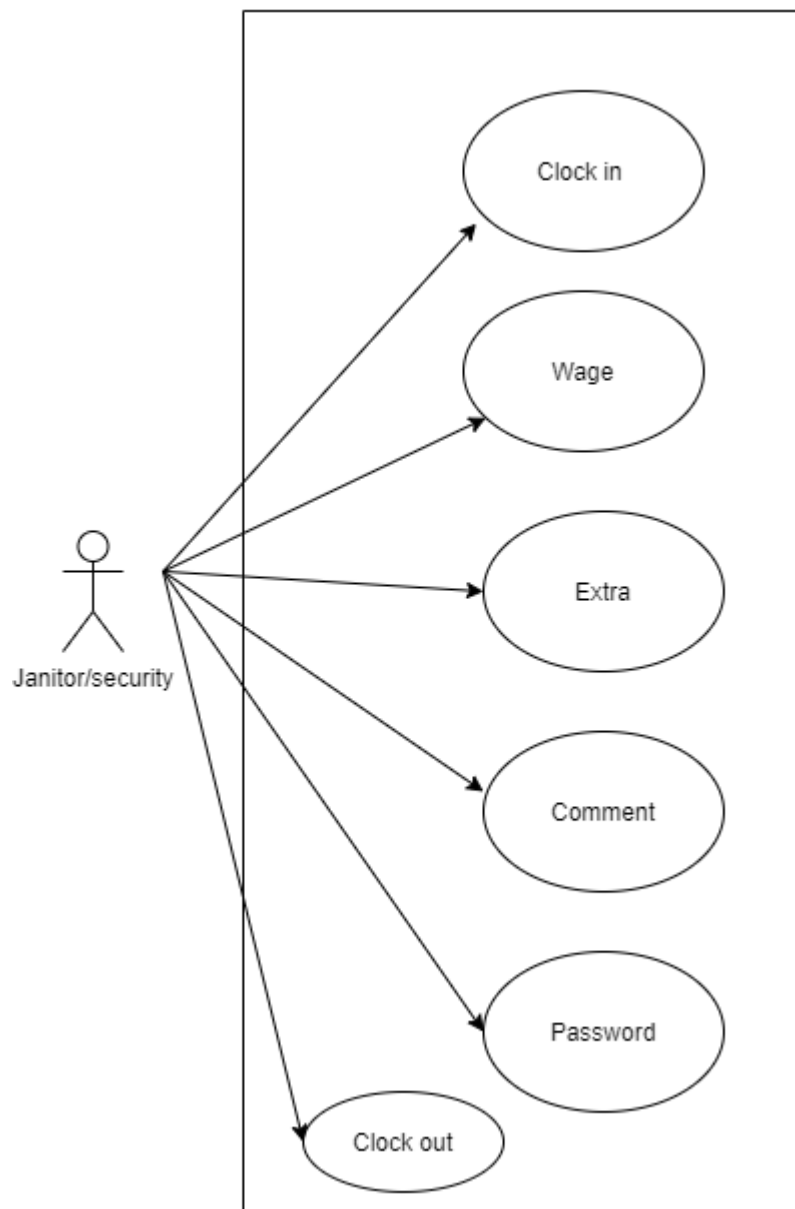 Clock in
Wage
Extra
Janitor/security
Comment
Password
Clock out